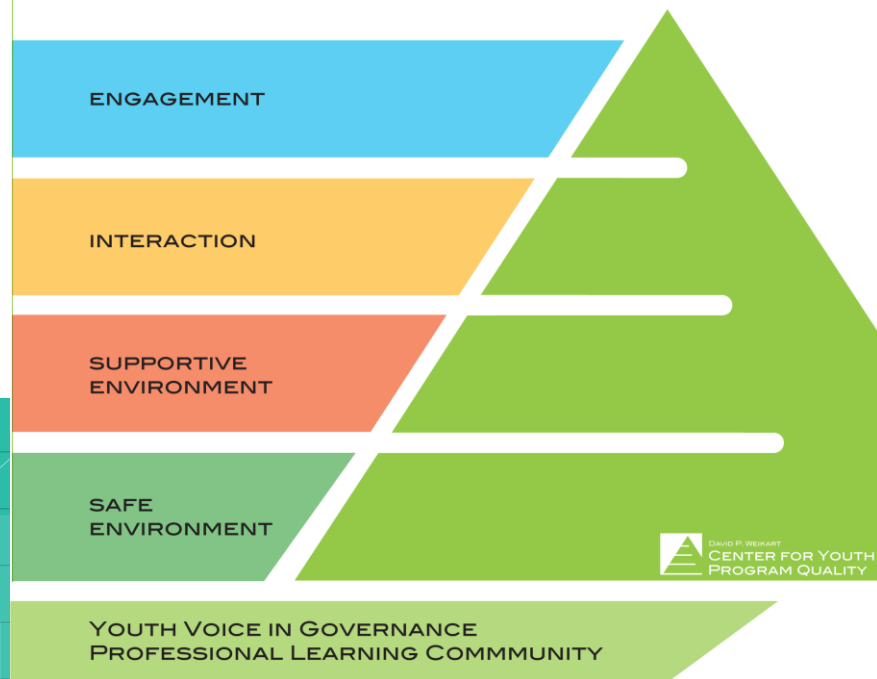 ENGAGEMENT
INTERACTION
SUPPORTIVE
ENVIRONMENT
SAFE
ENVIRONMENT
DAVID P. WEIKART
CENTER FOR YOUTH
PROGRAM QUALITY
YOUTH VOICE IN GOVERNANCE
PROFESSIONAL LEARNING COMMMUNITY